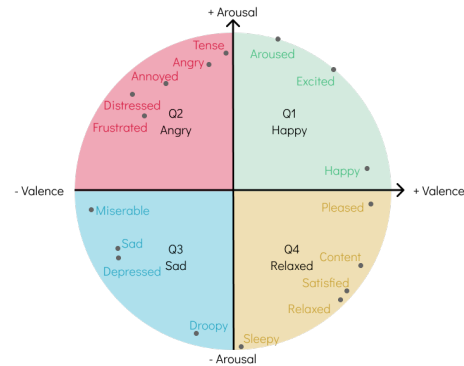 + Arousal
Tense
Aroused
Angry
Annoyed
Excited
Distressed
Frustrated
Q2
Angry
Q1
Happy
Happy
- Valence
+ Valence
Miserable
Pleased
Sad
Depressed
Q3
Sad
Q4
Relaxed
Content
Satisfied
Relaxed
Droopy
Sleepy
- Arousal